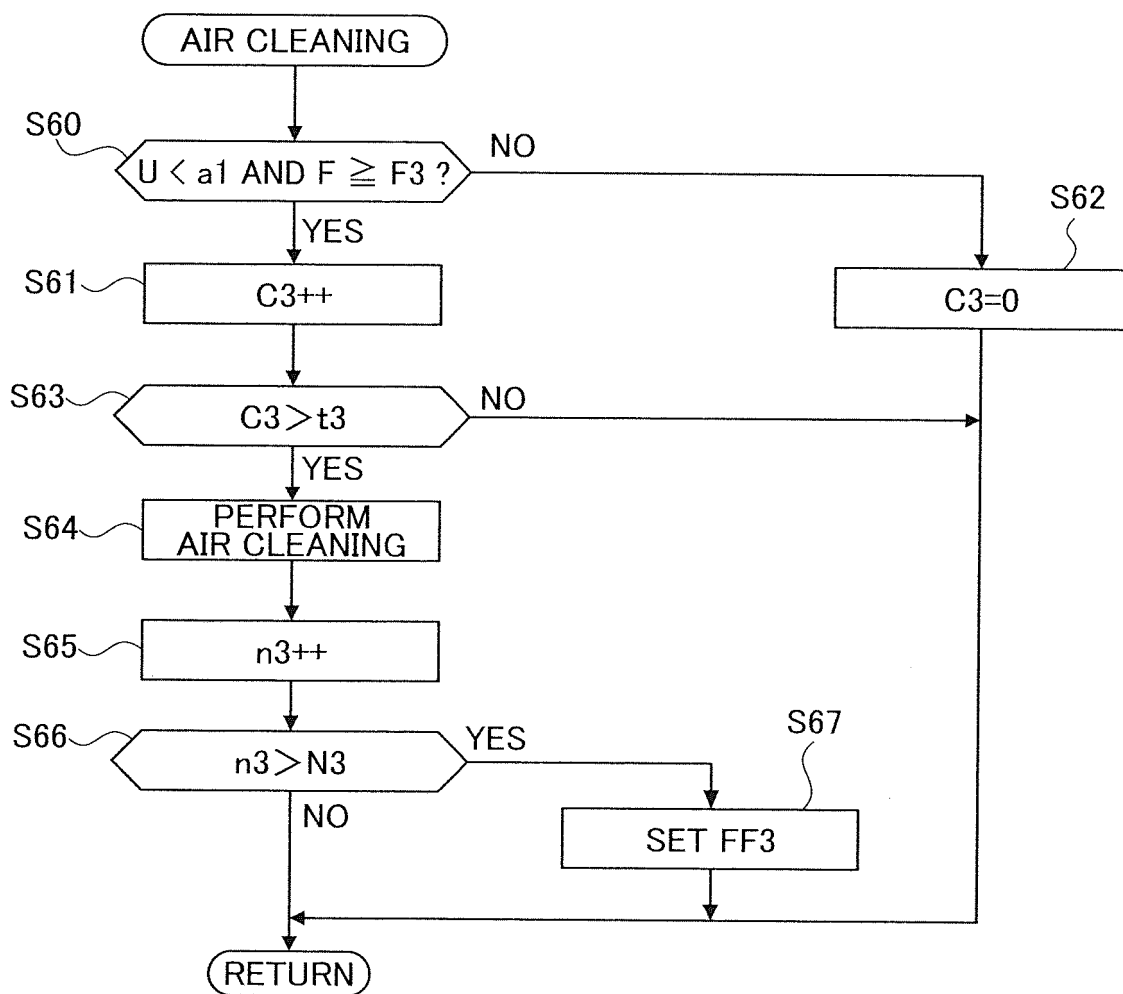 AIR CLEANING
S60
U < a1 AND F ≧ F3 ?
NO
YES
S62
S61
C3++
C3=0
S63
C3>t3
NO
YES
S64
PERFORM
AIR CLEANING
S65
n3++
S66
n3>N3
YES
S67
NO
SET FF3
RETURN